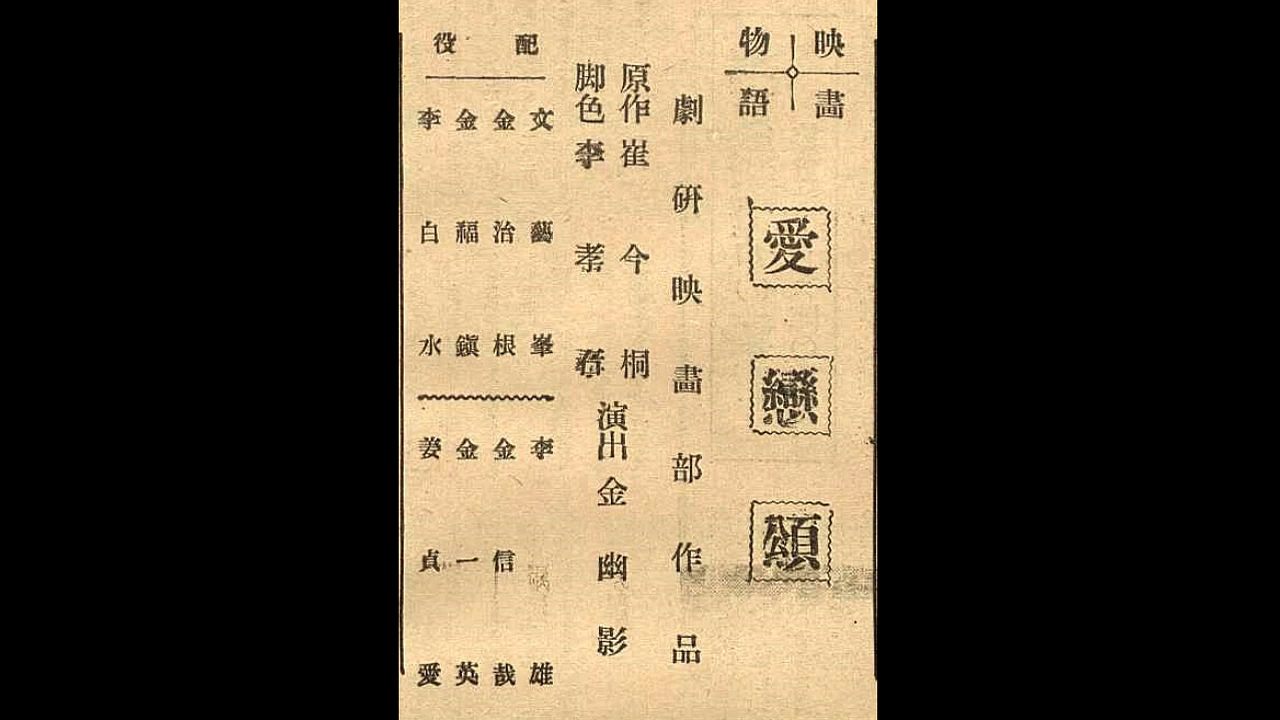 映畫物語
愛戀頌
劇研映畫部作品
原作崔今桐
脚色李孝石
演出金幽影
配役
文藝峯
金治根
金福鎭
李白水
李 雄
金信哉
金一英
姜貞愛